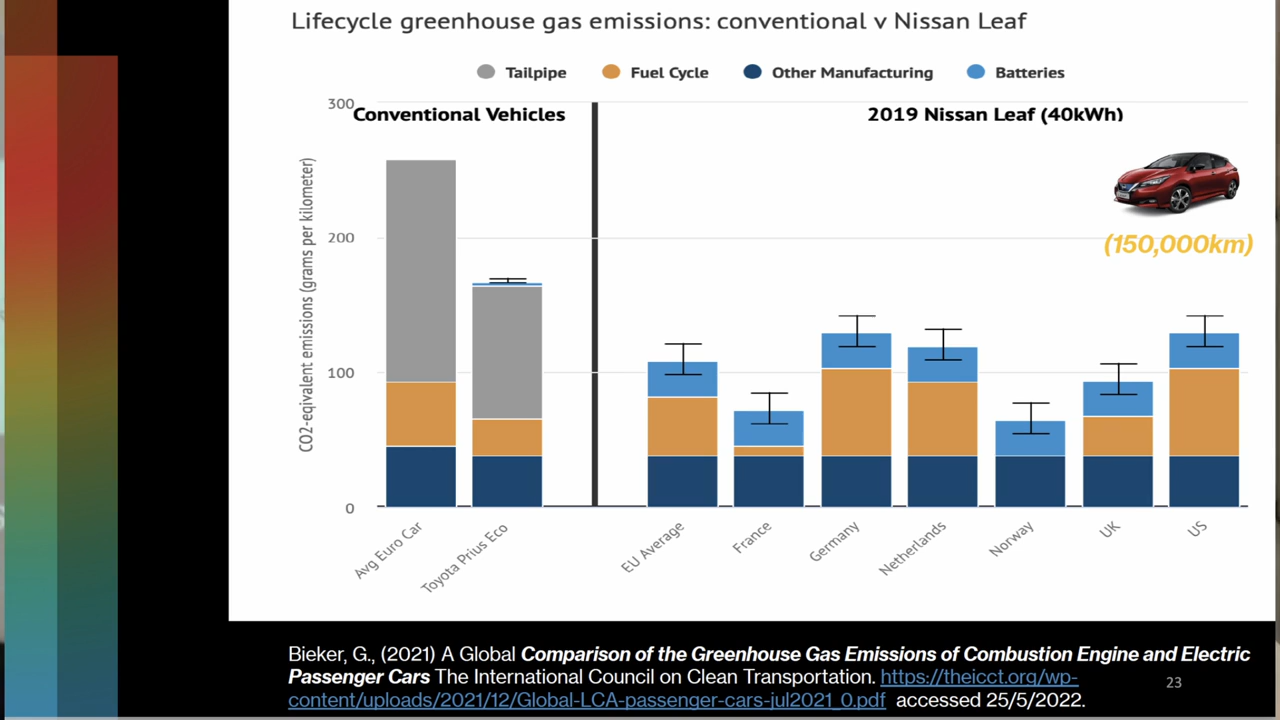 Lifecycle greenhouse gas emissions: conventional v Nissan Leaf
Tailpipe Fuel Cycle Other Manufacturing Batteries
300
Conventional Vehicles
2019 Nissan Leaf (40kWh)
(150,000km)
CO2-eqivalent emissions (grams per kilometer)
200
100
0
Avg Euro Car
Toyota Prius Eco
EU Average
France
Germany
Netherlands
Norway
UK
US
Bieker, G., (2021) A Global Comparison of the Greenhouse Gas Emissions of Combustion Engine and Electric
Passenger Cars The International Council on Clean Transportation. https://theicct.org/wp-
content/uploads/2021/12/Global-LCA-passenger-cars-jul2021_0.pdf accessed 25/5/2022.
23